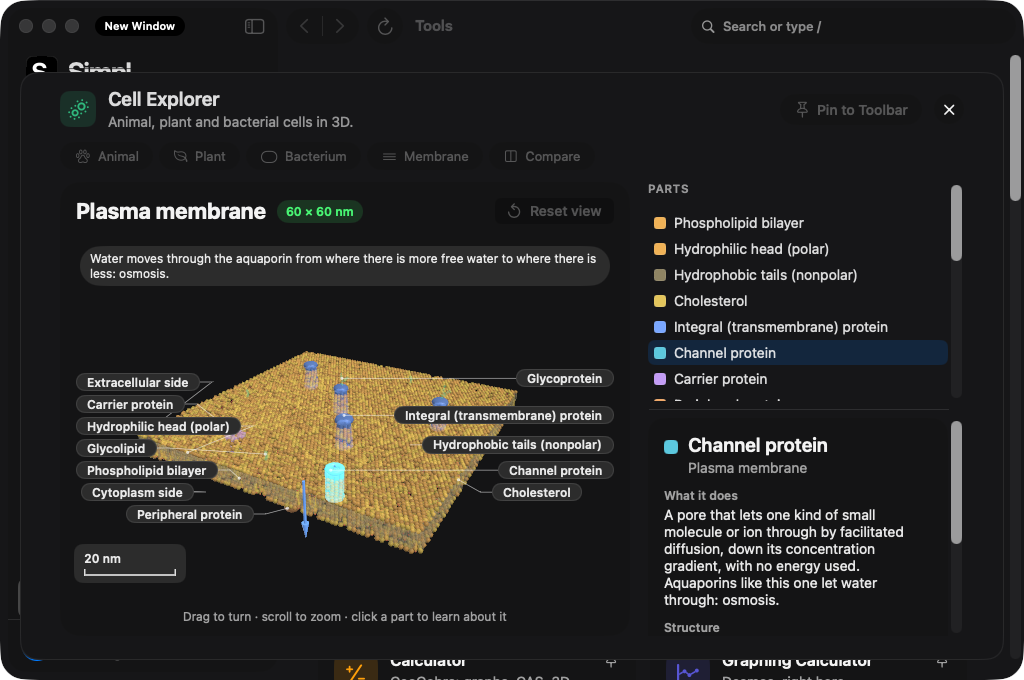 New Window
Tools
Search or type /
Simpl
Cell Explorer
Animal, plant and bacterial cells in 3D.
Pin to Toolbar
Animal
Plant
Bacterium
Membrane
Compare
Plasma membrane
60 × 60 nm
Reset view
Water moves through the aquaporin from where there is more free water to where there is
less: osmosis.
Extracellular side
Carrier protein
Hydrophilic head (polar)
Glycolipid
Phospholipid bilayer
Cytoplasm side
Peripheral protein
Glycoprotein
Integral (transmembrane) protein
Hydrophobic tails (nonpolar)
Channel protein
Cholesterol
20 nm
Drag to turn · scroll to zoom · click a part to learn about it
PARTS
Phospholipid bilayer
Hydrophilic head (polar)
Hydrophobic tails (nonpolar)
Cholesterol
Integral (transmembrane) protein
Channel protein
Carrier protein
Channel protein
Plasma membrane
What it does
A pore that lets one kind of small
molecule or ion through by facilitated
diffusion, down its concentration
gradient, with no energy used.
Aquaporins like this one let water
through: osmosis.
Structure
Calculator
Graphing Calculator